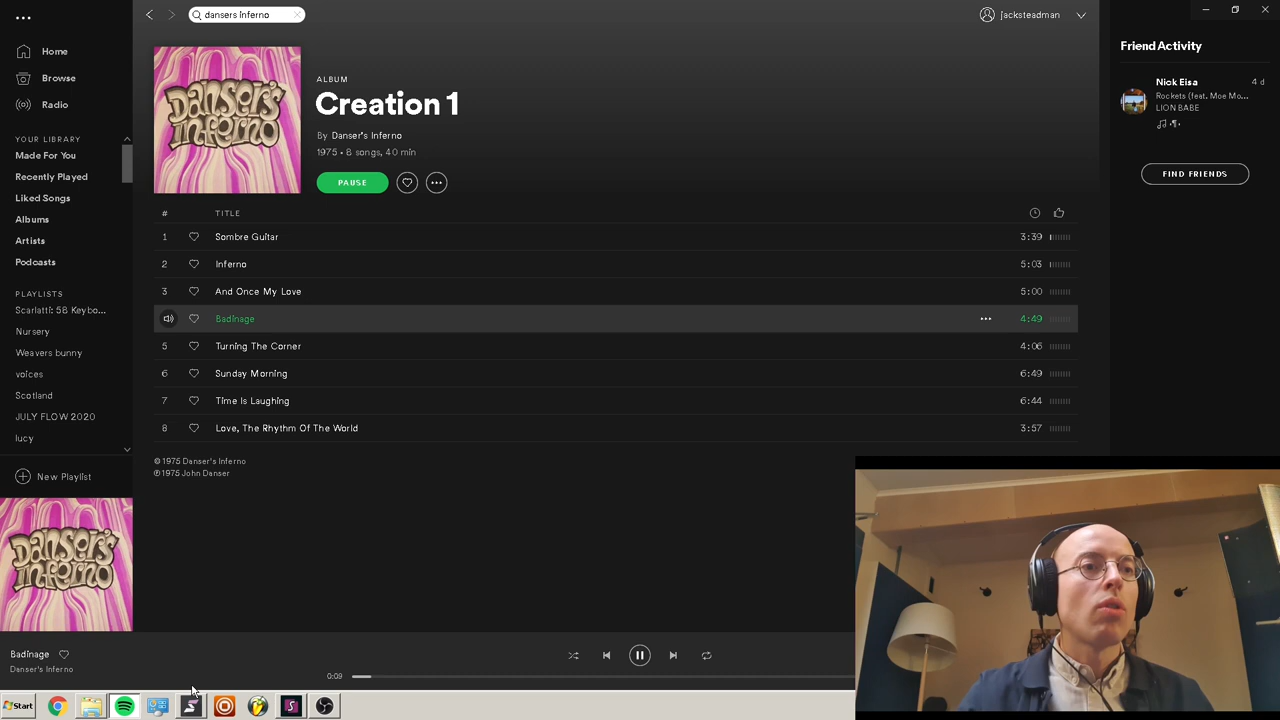 dansers inferno
jacksteadman
Home
Browse
Radio
YOUR LIBRARY
Made For You
Recently Played
Liked Songs
Albums
Artists
Podcasts
PLAYLISTS
Scarlatti: 58 Keybo...
Nursery
Weavers bunny
voices
Scotland
JULY FLOW 2020
lucy
New Playlist
Danser's
Inferno
Badinage
Danser's Inferno
Danser's
Inferno
ALBUM
Creation 1
By Danser's Inferno
1975 • 8 songs, 40 min
PAUSE
# TITLE
1 Sombre Guitar 3:39
2 Inferno 5:03
3 And Once My Love 5:00
Badinage 4:49
5 Turning The Corner 4:06
6 Sunday Morning 6:49
7 Time Is Laughing 6:44
8 Love, The Rhythm Of The World 3:57
© 1975 Danser's Inferno
℗ 1975 John Danser
0:09
Friend Activity
Nick Eisa 4 d
Rockets (feat. Moe Mo...
LION BABE
FIND FRIENDS
Start